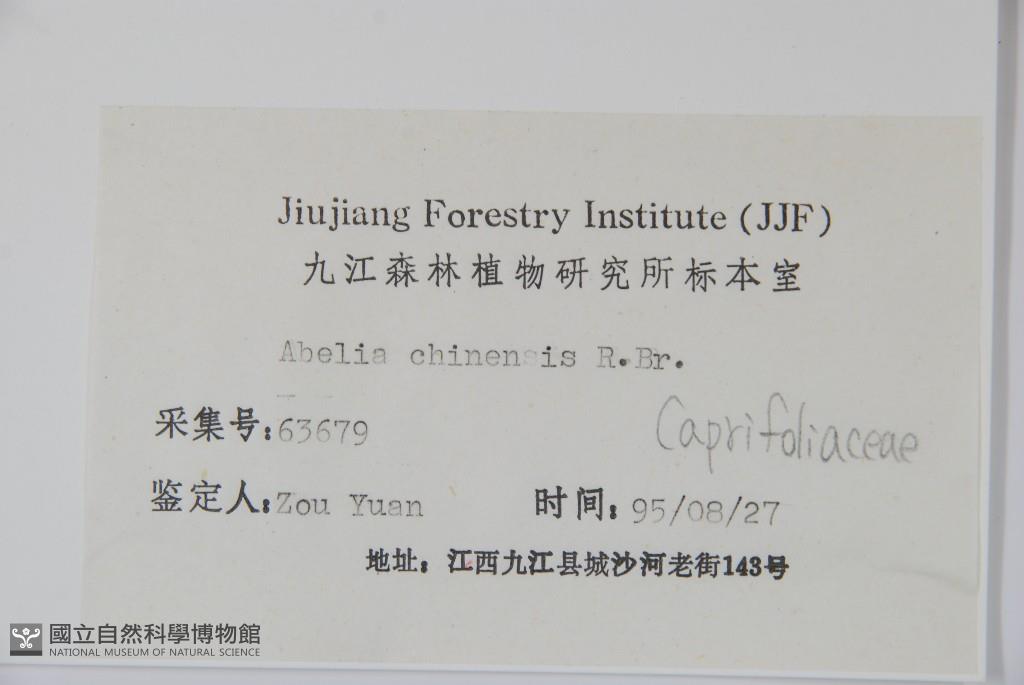 Jiujiang Forestry Institute (JJF)
九江森林植物研究所标本室
Abelia chinensis R.Br.
采集号:63679
Caprifoliaceae
鉴定人:Zou Yuan 时间:95/08/27
地址:江西九江县城沙河老街143号
國立自然科學博物館
NATIONAL MUSEUM OF NATURAL SCIENCE